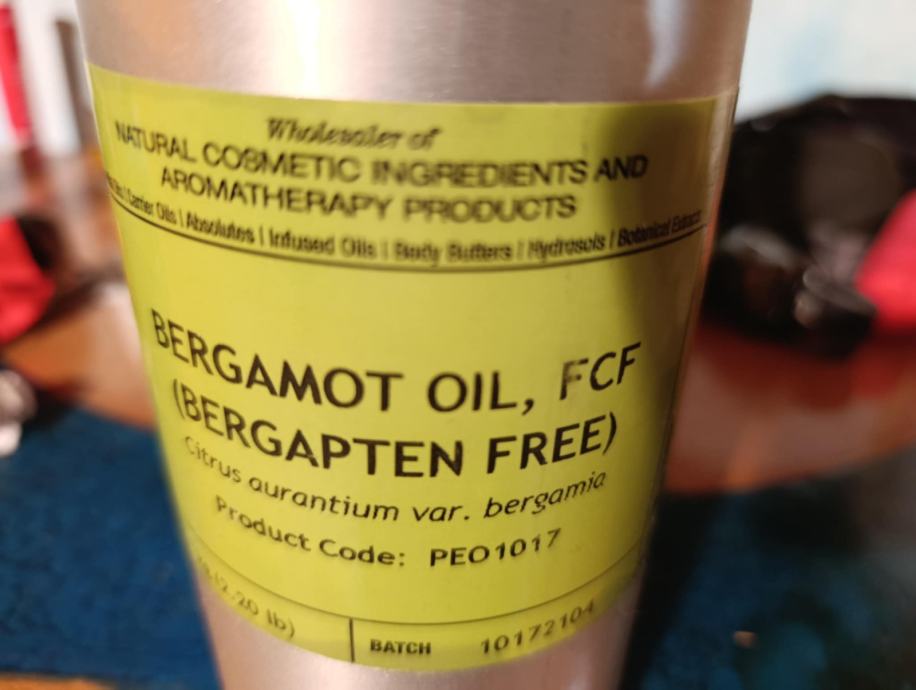 Wholesaler of
NATURAL COSMETIC INGREDIENTS AND
AROMATHERAPY PRODUCTS
Carrier Oils | Absolutes | Infused Oils | Body Butters | Hydrosols | Botanical Extracts
BERGAMOT OIL, FCF
(BERGAPTEN FREE)
Citrus aurantium var. bergamia
Product Code: PEO1017
(2.20 lb)
BATCH 10172104